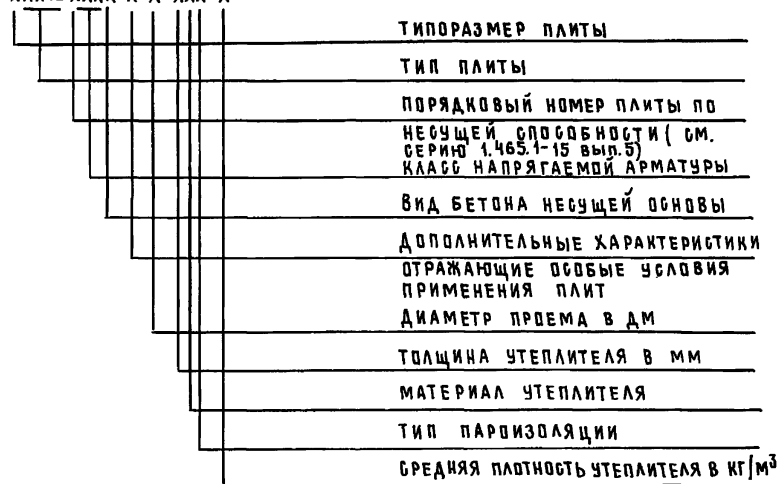 ТИПОРАЗМЕР ПЛИТЫ
ТИП ПЛИТЫ
ПОРЯДКОВЫЙ НОМЕР ПЛИТЫ ПО
НЕСУЩЕЙ СПОСОБНОСТИ ( СМ.
СЕРИЮ 1.465.1-15 ВЫП.5)
КЛАСС НАПРЯГАЕМОЙ АРМАТУРЫ
ВИД БЕТОНА НЕСУЩЕЙ ОСНОВЫ
ДОПОЛНИТЕЛЬНЫЕ ХАРАКТЕРИСТИКИ
ОТРАЖАЮЩИЕ ОСОБЫЕ УСЛОВИЯ
ПРИМЕНЕНИЯ ПЛИТ
ДИАМЕТР ПРОЕМА В ДМ
ТОЛЩИНА УТЕПЛИТЕЛЯ В ММ
МАТЕРИАЛ УТЕПЛИТЕЛЯ
ТИП ПАРОИЗОЛЯЦИИ
СРЕДНЯЯ ПЛОТНОСТЬ УТЕПЛИТЕЛЯ В КГ/М³